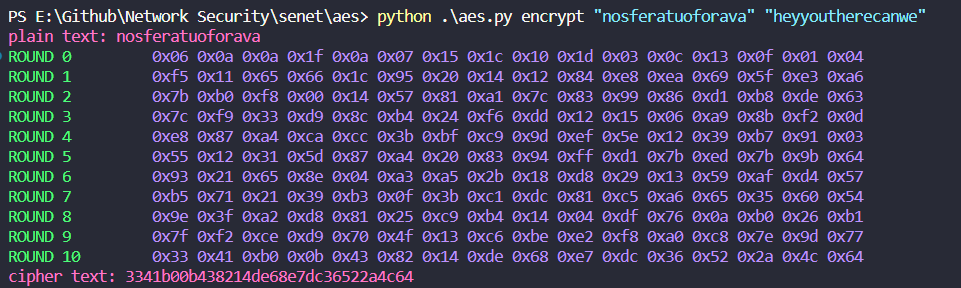 PS E:\Github\Network Security\senet\aes> python .\aes.py encrypt "nosferatuoforava" "heyyoutherecanwe"
plain text: nosferatuoforava
ROUND 0 0x06 0x0a 0x0a 0x1f 0x0a 0x07 0x15 0x1c 0x10 0x1d 0x03 0x0c 0x13 0x0f 0x01 0x04
ROUND 1 0xf5 0x11 0x65 0x66 0x1c 0x95 0x20 0x14 0x12 0x84 0xe8 0xea 0x69 0x5f 0xe3 0xa6
ROUND 2 0x7b 0xb0 0xf8 0x00 0x14 0x57 0x81 0xa1 0x7c 0x83 0x99 0x86 0xd1 0xb8 0xde 0x63
ROUND 3 0x7c 0xf9 0x33 0xd9 0x8c 0xb4 0x24 0xf6 0xdd 0x12 0x15 0x06 0xa9 0x8b 0xf2 0x0d
ROUND 4 0xe8 0x87 0xa4 0xca 0xcc 0x3b 0xbf 0xc9 0x9d 0xef 0x5e 0x12 0x39 0xb7 0x91 0x03
ROUND 5 0x55 0x12 0x31 0x5d 0x87 0xa4 0x20 0x83 0x94 0xff 0xd1 0x7b 0xed 0x7b 0x9b 0x64
ROUND 6 0x93 0x21 0x65 0x8e 0x04 0xa3 0xa5 0x2b 0x18 0xd8 0x29 0x13 0x59 0xaf 0xd4 0x57
ROUND 7 0xb5 0x71 0x21 0x39 0xb3 0x0f 0x3b 0xc1 0xdc 0x81 0xc5 0xa6 0x65 0x35 0x60 0x54
ROUND 8 0x9e 0x3f 0xa2 0xd8 0x81 0x25 0xc9 0xb4 0x14 0x04 0xdf 0x76 0x0a 0xb0 0x26 0xb1
ROUND 9 0x7f 0xf2 0xce 0xd9 0x70 0x4f 0x13 0xc6 0xbe 0xe2 0xf8 0xa0 0xc8 0x7e 0x9d 0x77
ROUND 10 0x33 0x41 0xb0 0x0b 0x43 0x82 0x14 0xde 0x68 0xe7 0xdc 0x36 0x52 0x2a 0x4c 0x64
cipher text: 3341b00b438214de68e7dc36522a4c64